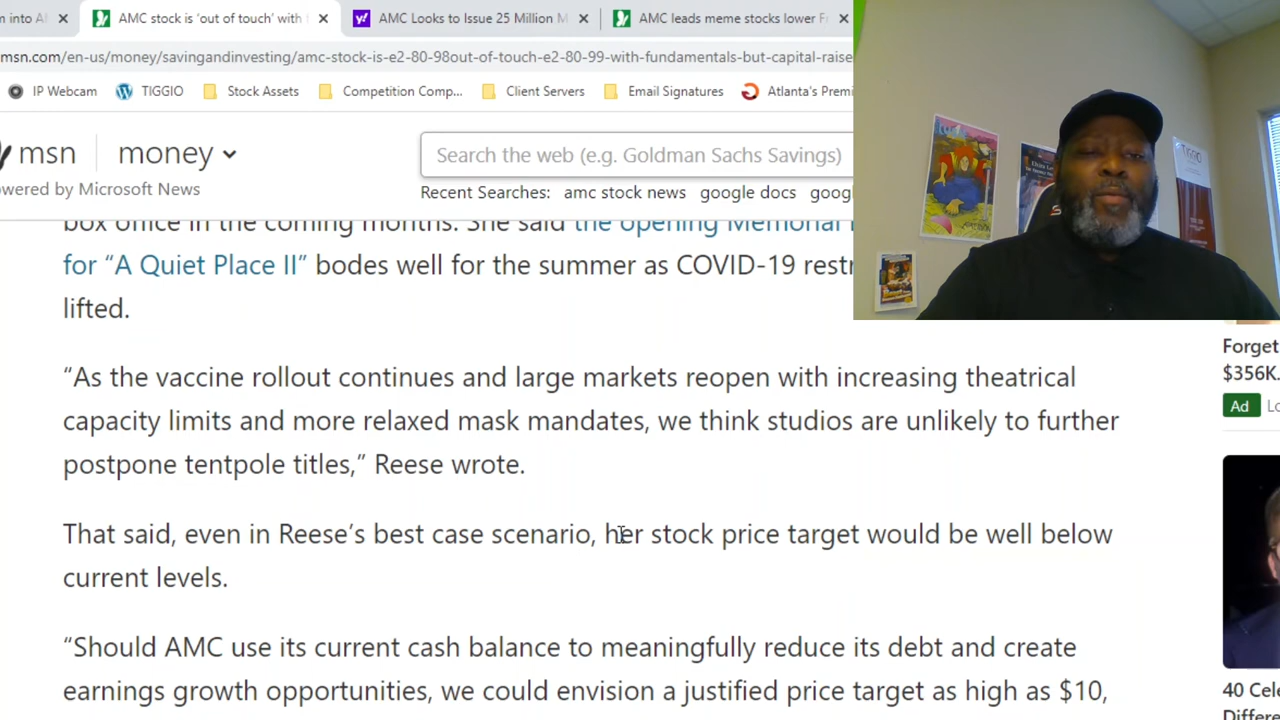 AMC stock is ‘out of touch’ with
AMC Looks to Issue 25 Million M
AMC leads meme stocks lower Fr
msn.com/en-us/money/savingandinvesting/amc-stock-is-e2-80-98out-of-touch-e2-80-99-with-fundamentals-but-capital-raise
IP Webcam TIGGIO Stock Assets Competition Comp... Client Servers Email Signatures Atlanta's Premi
msn money
Search the web (e.g. Goldman Sachs Savings)
powered by Microsoft News
Recent Searches: amc stock news google docs googl
box office in the coming months. She said the opening Memorial
for “A Quiet Place II” bodes well for the summer as COVID-19 restr
lifted.
“As the vaccine rollout continues and large markets reopen with increasing theatrical
capacity limits and more relaxed mask mandates, we think studios are unlikely to further
postpone tentpole titles,” Reese wrote.
That said, even in Reese’s best case scenario, her stock price target would be well below
current levels.
“Should AMC use its current cash balance to meaningfully reduce its debt and create
earnings growth opportunities, we could envision a justified price target as high as $10,
Forget
$356K.
Ad
40 Cele
Differe